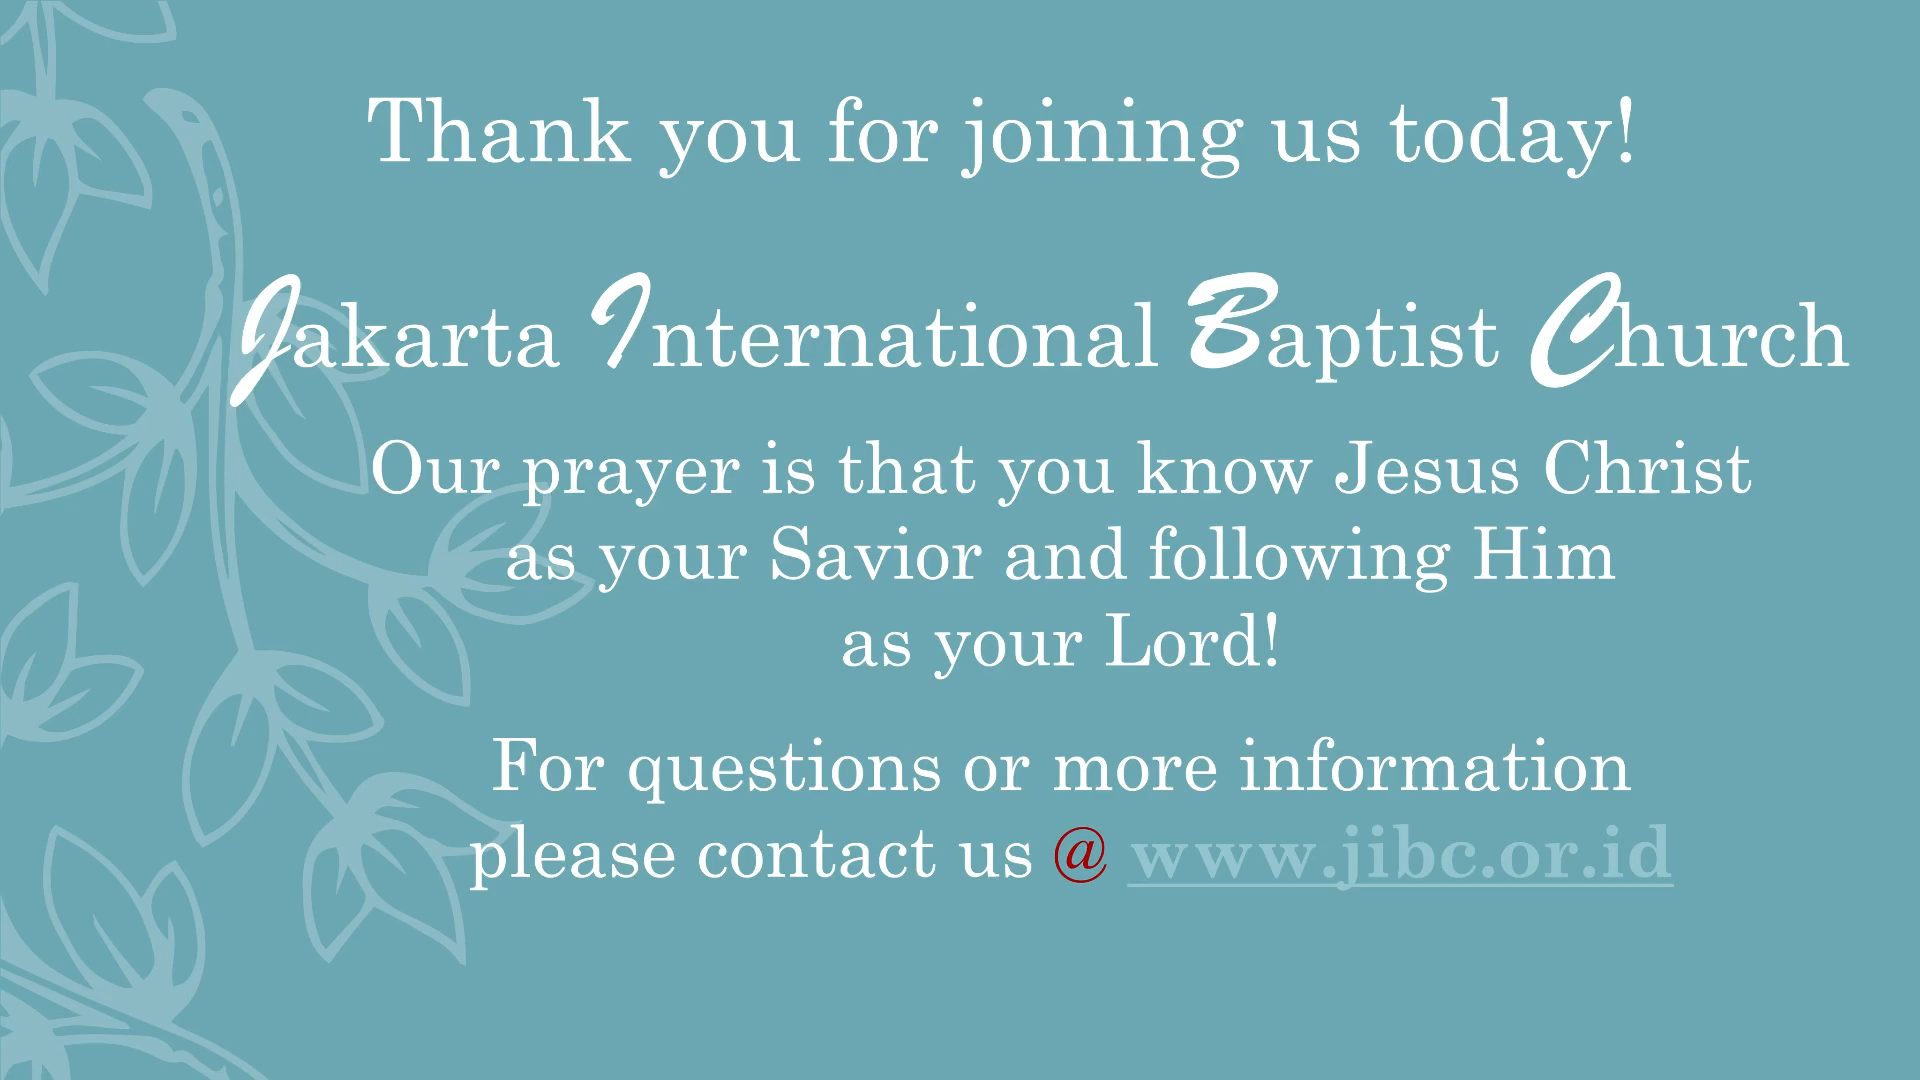 Thank you for joining us today!
Jakarta International Baptist Church
Our prayer is that you know Jesus Christ
as your Savior and following Him
as your Lord!
For questions or more information
please contact us @ www.jibc.or.id